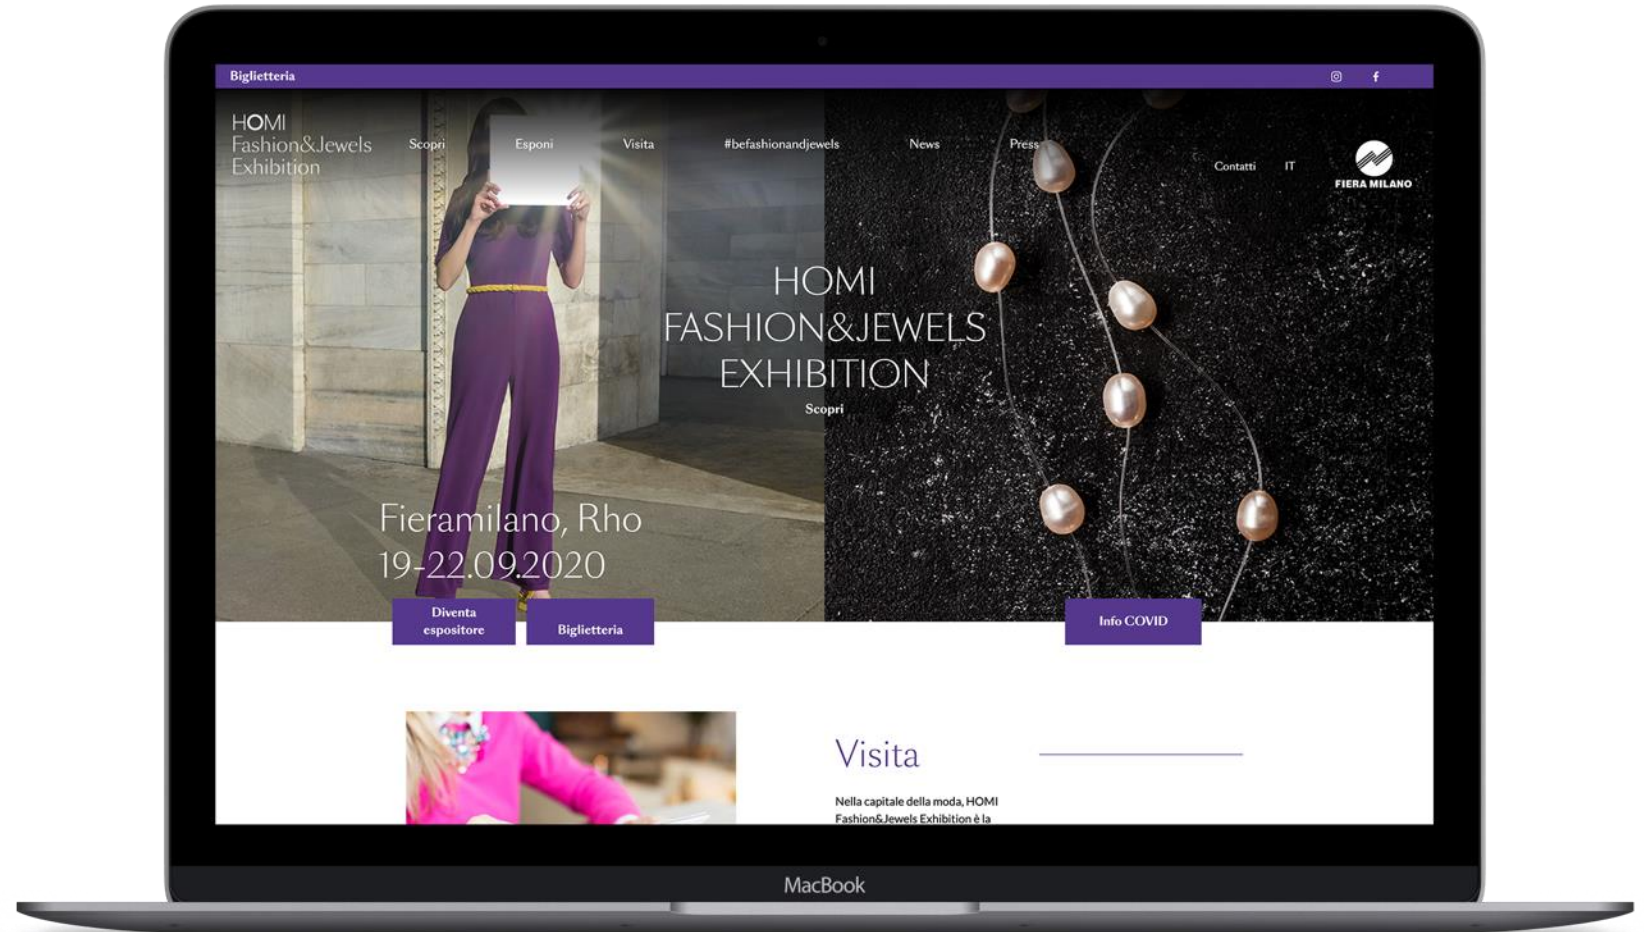 Biglietteria
HOMI
Fashion&Jewels
Exhibition
Scopri
Esponi
Visita
#befashionandjewels
News
Press
Contatti
IT
FIERA MILANO
HOMI
FASHION&JEWELS
EXHIBITION
Scopri
Fieramilano, Rho
19-22.09.2020
Diventa
espositore
Biglietteria
Info COVID
Visita
Nella capitale della moda, HOMI
Fashion&Jewels Exhibition è la
MacBook